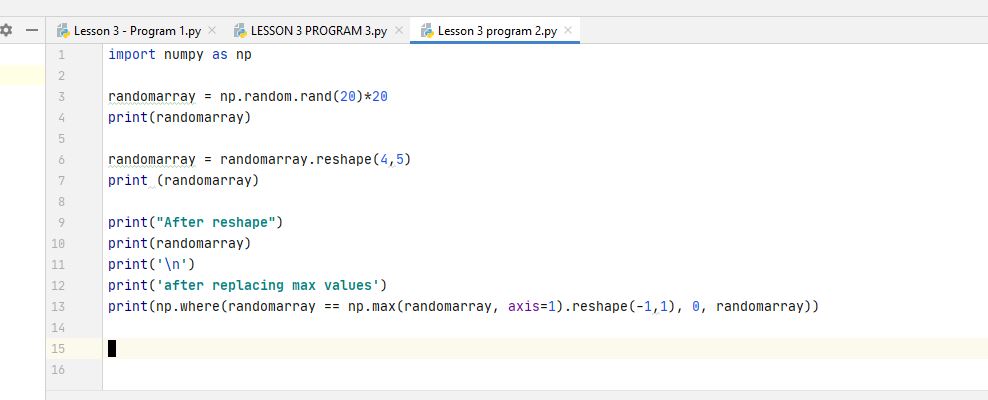 Lesson 3 - Program 1.py LESSON 3 PROGRAM 3.py Lesson 3 program 2.py
1 import numpy as np
2
3 randomarray = np.random.rand(20)*20
4 print(randomarray)
5
6 randomarray = randomarray.reshape(4,5)
7 print (randomarray)
8
9 print("After reshape")
10 print(randomarray)
11 print('\n')
12 print('after replacing max values')
13 print(np.where(randomarray == np.max(randomarray, axis=1).reshape(-1,1), 0, randomarray))
14
15
16